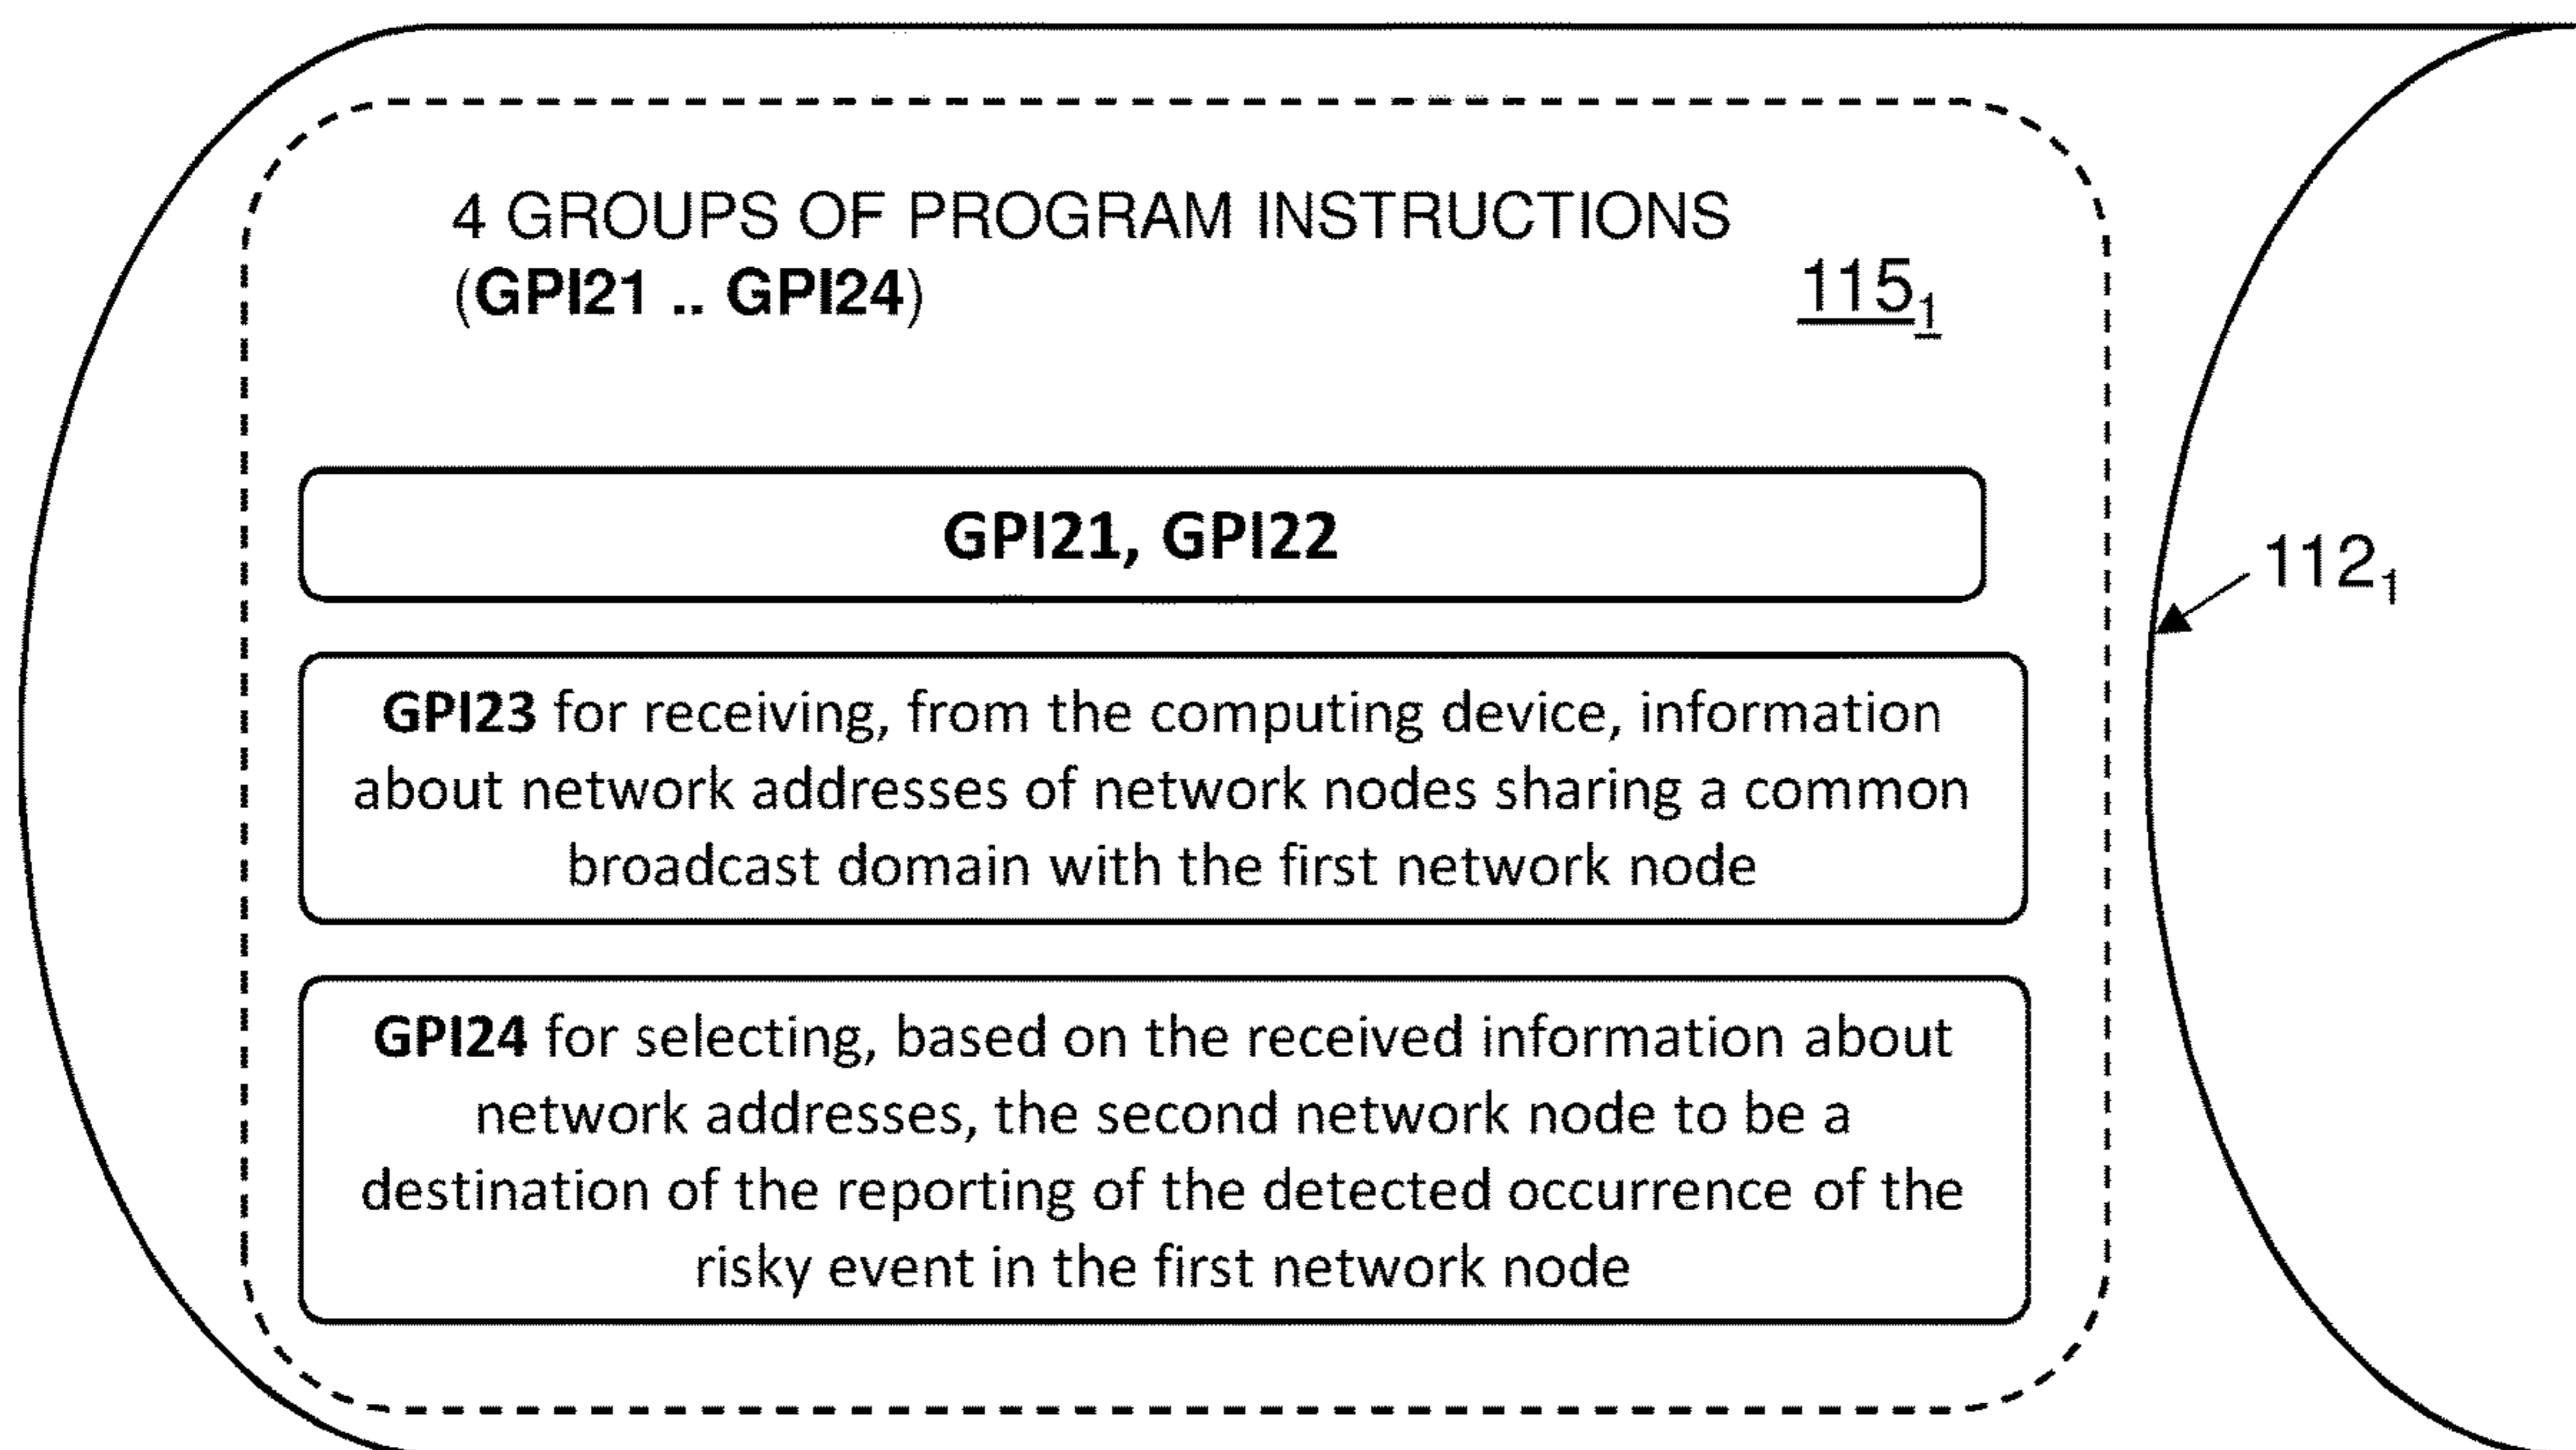 4 GROUPS OF PROGRAM INSTRUCTIONS
(GPI21 .. GPI24)
115₁
GPI21, GPI22
112₁
GPI23 for receiving, from the computing device, information
about network addresses of network nodes sharing a common
broadcast domain with the first network node
GPI24 for selecting, based on the received information about
network addresses, the second network node to be a
destination of the reporting of the detected occurrence of the
risky event in the first network node